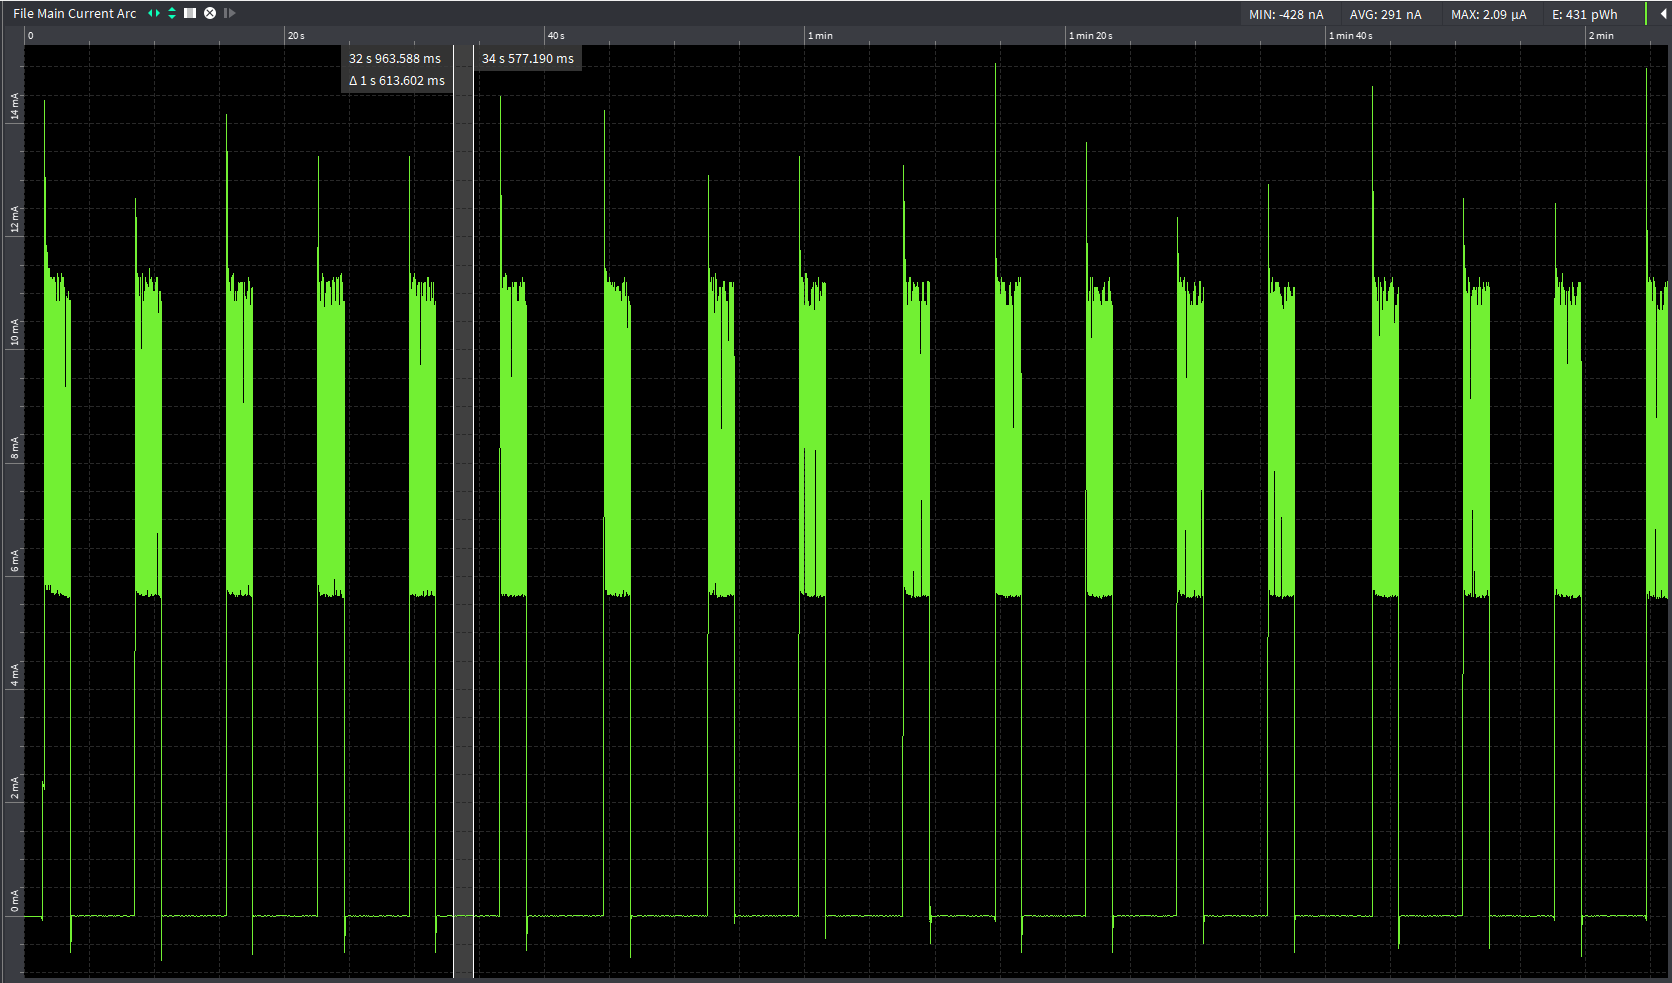 File Main Current Arc
MIN: -428 nA
AVG: 291 nA
MAX: 2.09 µA
E: 431 pWh
0
20 s
40 s
1 min
1 min 20 s
1 min 40 s
2 min
32 s 963.588 ms
Δ 1 s 613.602 ms
34 s 577.190 ms
14 mA
12 mA
10 mA
8 mA
6 mA
4 mA
2 mA
0 mA